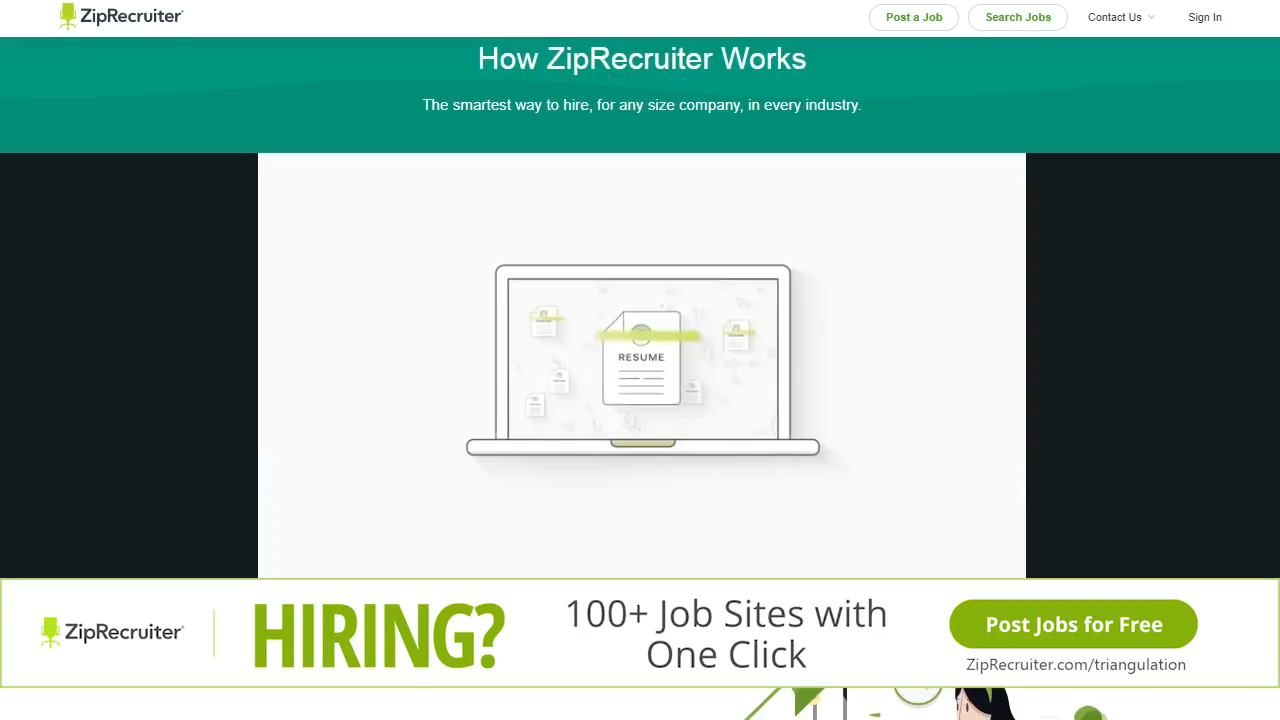 ZipRecruiter
Post a Job
Search Jobs
Contact Us
Sign In
How ZipRecruiter Works
The smartest way to hire, for any size company, in every industry.
RESUME
ZipRecruiter
HIRING?
100+ Job Sites with
One Click
Post Jobs for Free
ZipRecruiter.com/triangulation